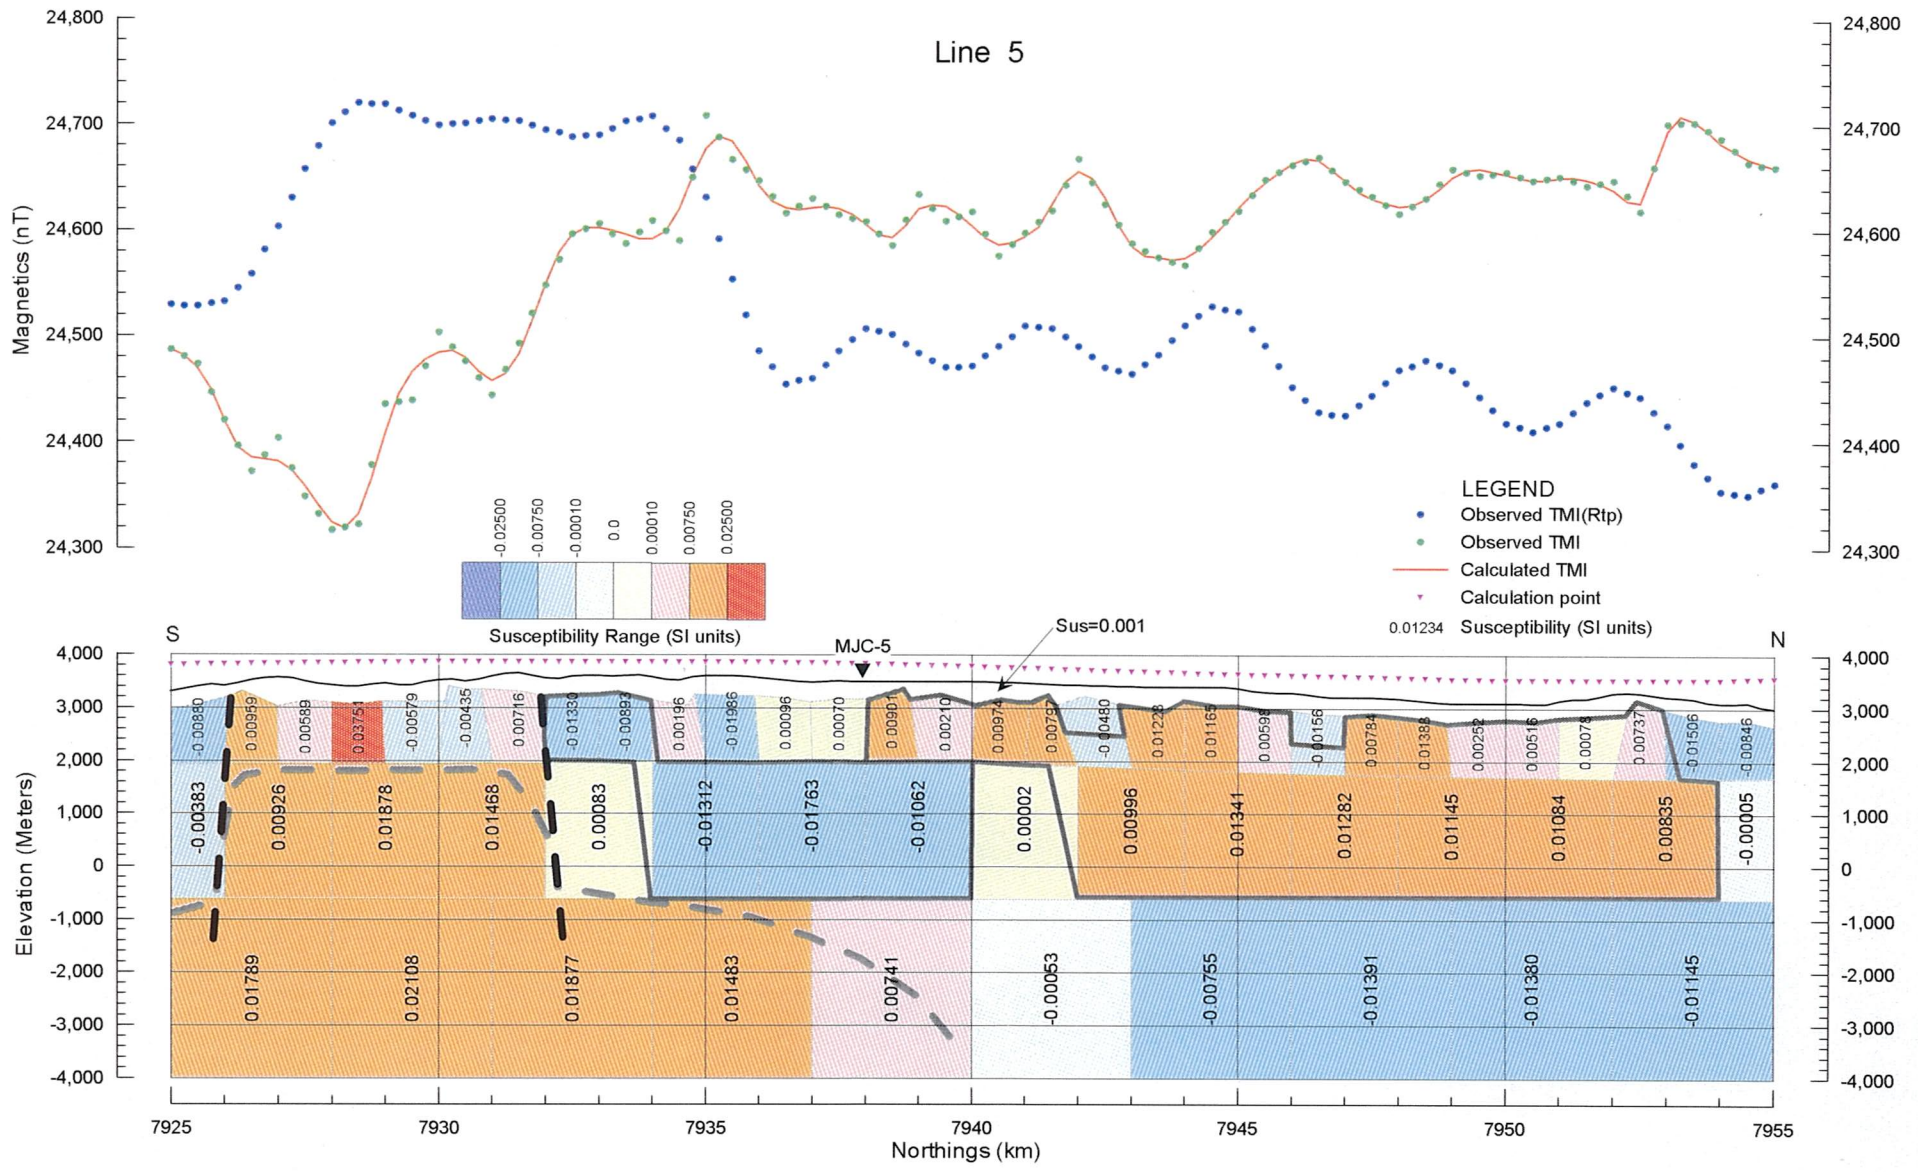 Line 5
24,800
24,700
24,600
24,500
24,400
24,300
Magnetics (nT)
24,800
24,700
24,600
24,500
24,400
24,300
LEGEND
Observed TMI(Rtp)
Observed TMI
Calculated TMI
Calculation point
0.01234 Susceptibility (SI units)
-0.02500 -0.00750 -0.00010 0.0 0.00010 0.00750 0.02500
Susceptibility Range (SI units)
Sus=0.001
MJC-5
S
N
4,000
3,000
2,000
1,000
0
-1,000
-2,000
-3,000
-4,000
Elevation (Meters)
4,000
3,000
2,000
1,000
0
-1,000
-2,000
-3,000
-4,000
-0.00880 0.00959 0.00589 0.03751 -0.00579 -0.00435 0.00716 -0.01330 0.00196 -0.01986 0.00096 0.00070 0.00901 0.00210 0.00974 0.00797 -0.00480 0.01228 0.01165 0.00598 0.00784 0.01388 0.00252 0.00516 0.00078 0.00737 -0.00846
-0.00383 0.00926 0.01878 0.01468 0.00083 -0.01312 -0.01763 -0.01062 0.00002 0.00996 0.01341 0.01282 0.01145 0.01084 0.00835 -0.00005
0.01789 0.02108 0.01877 0.01483 0.00741 -0.00053 -0.00755 -0.01391 -0.01380 -0.01145
7925 7930 7935 7940 7945 7950 7955
Northings (km)